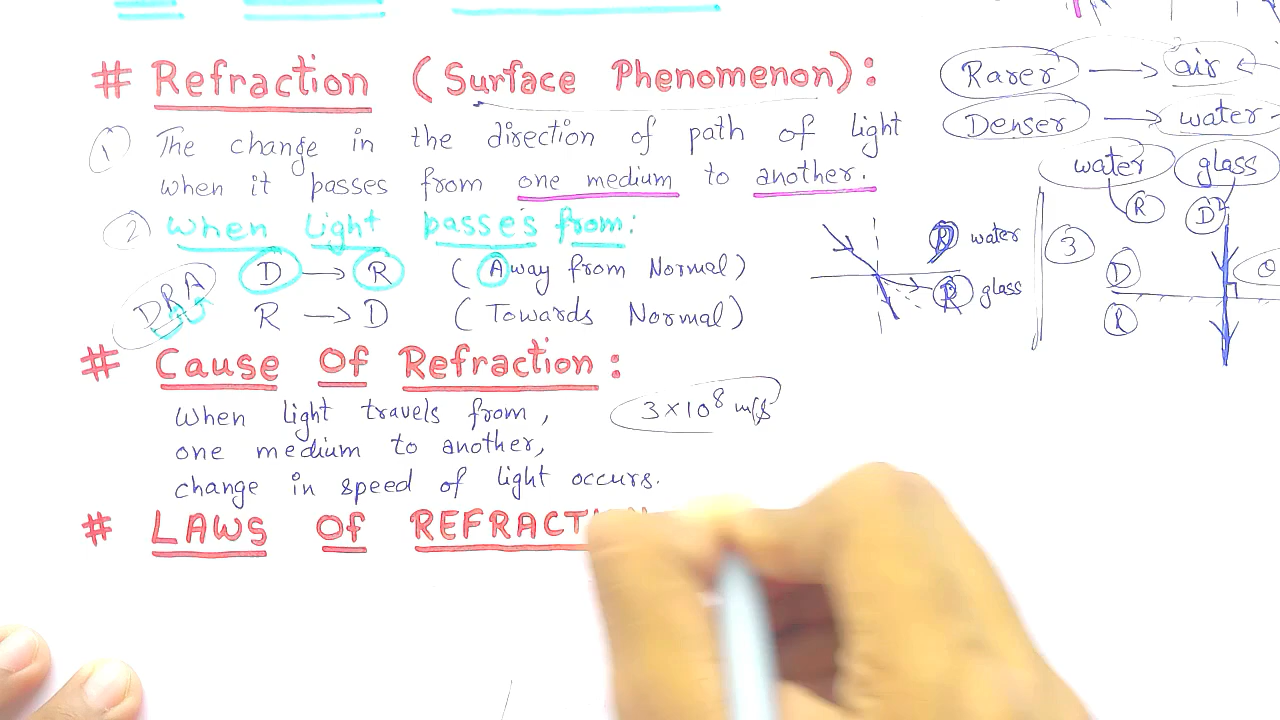 # Refraction (Surface Phenomenon):
1 The change in the direction of path of light
when it passes from one medium to another.
2 When Light passes from:
DRA
D → R (Away from Normal)
R → D (Towards Normal)
# Cause Of Refraction:
When light travels from,
one medium to another,
change in speed of light occurs.
3×10⁸ m/s
# LAWS Of REFRACTION
Rarer → air ←
Denser → water
water glass
R D
water
glass
3
D
R